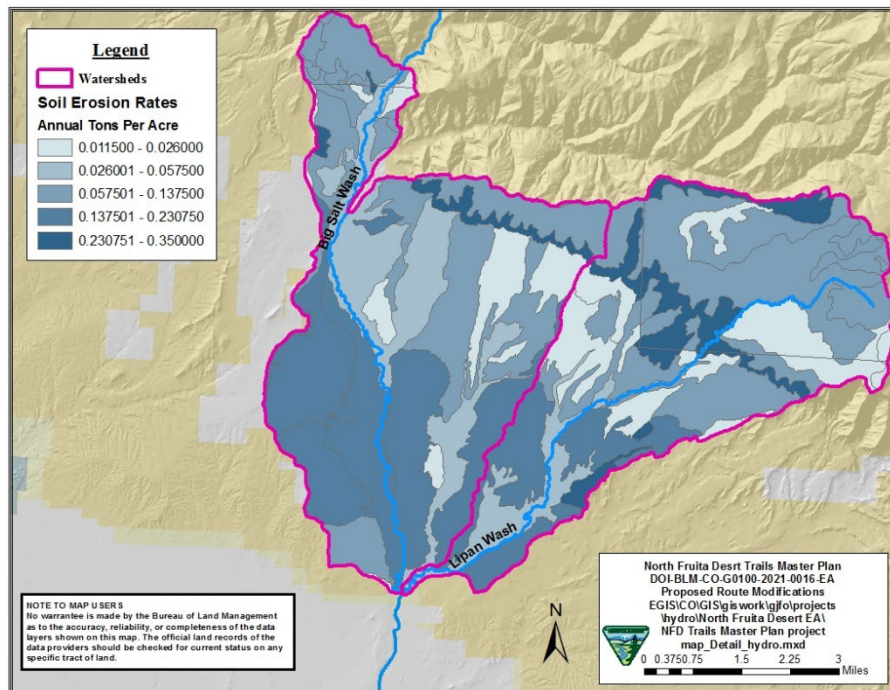 Legend
Watersheds
Soil Erosion Rates
Annual Tons Per Acre
0.011500 - 0.026000
0.026001 - 0.057500
0.057501 - 0.137500
0.137501 - 0.230750
0.230751 - 0.350000
Big Salt Wash
Lipan Wash
NOTE TO MAP USERS
No warrantee is made by the Bureau of Land Management
as to the accuracy, reliability, or completeness of the data
layers shown on this map. The official land records of the
data providers should be checked for current status on any
specific tract of land.
N
North Fruita Desrt Trails Master Plan
DOI-BLM-CO-G0100-2021-0016-EA
Proposed Route Modifications
EGIS\CO\GIS\giswork\gjfo\projects
\hydro\North Fruita Desert EA\
NFD Trails Master Plan project
map_Detail_hydro.mxd
0 0.375 0.75 1.5 2.25 3
Miles